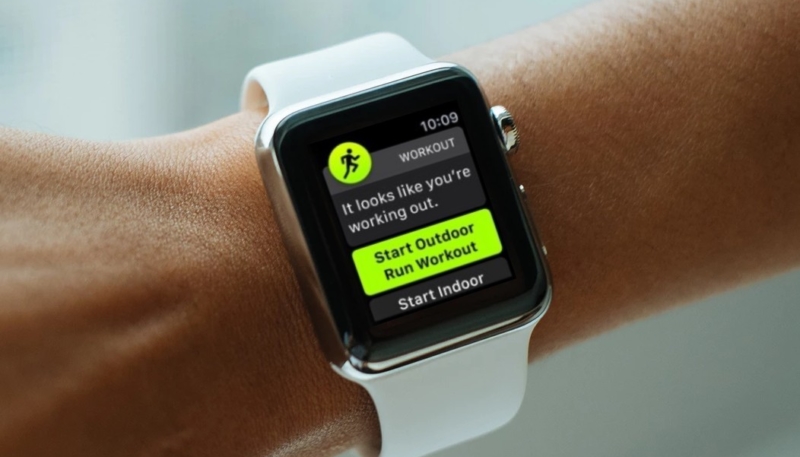 10:09
WORKOUT
It looks like you're
working out.
Start Outdoor
Run Workout
Start Indoor